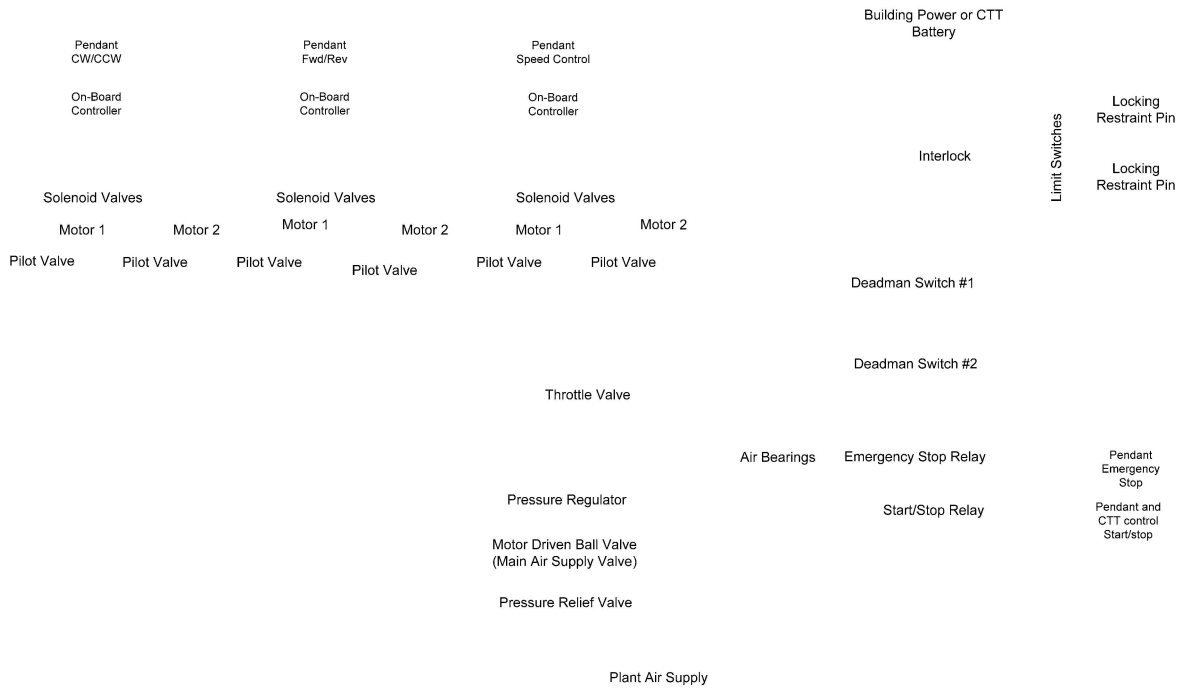 Building Power or CTT
Battery
Pendant
CW/CCW
Pendant
Fwd/Rev
Pendant
Speed Control
On-Board
Controller
On-Board
Controller
On-Board
Controller
Locking
Restraint Pin
Limit Switches
Interlock
Locking
Restraint Pin
Solenoid Valves
Solenoid Valves
Solenoid Valves
Motor 1
Motor 2
Motor 1
Motor 2
Motor 1
Motor 2
Pilot Valve
Pilot Valve
Pilot Valve
Pilot Valve
Pilot Valve
Pilot Valve
Deadman Switch #1
Deadman Switch #2
Throttle Valve
Air Bearings
Emergency Stop Relay
Pendant
Emergency
Stop
Pressure Regulator
Start/Stop Relay
Pendant and
CTT control
Start/stop
Motor Driven Ball Valve
(Main Air Supply Valve)
Pressure Relief Valve
Plant Air Supply